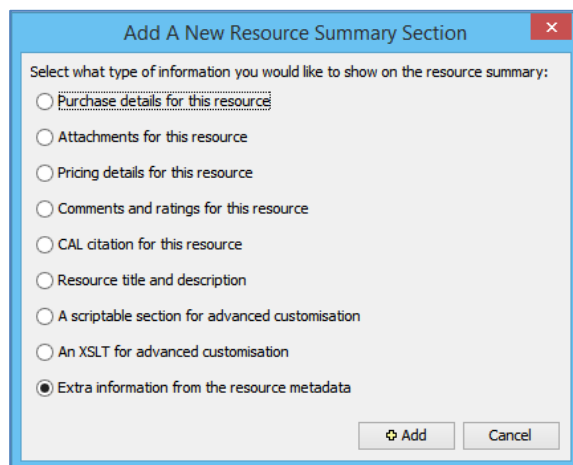 Add A New Resource Summary Section
Select what type of information you would like to show on the resource summary:
Purchase details for this resource
Attachments for this resource
Pricing details for this resource
Comments and ratings for this resource
CAL citation for this resource
Resource title and description
A scriptable section for advanced customisation
An XSLT for advanced customisation
Extra information from the resource metadata
Add Cancel